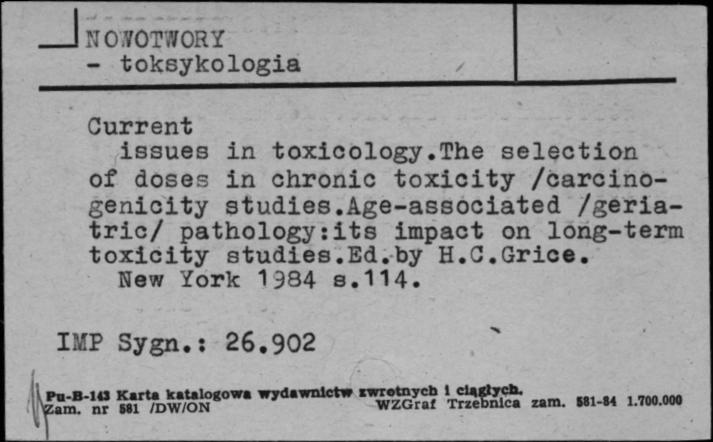 NOWOTWORY
- toksykologia
Current
issues in toxicology.The selection
of doses in chronic toxicity /carcino-
genicity studies.Age-associated /geria-
tric/ pathology:its impact on long-term
toxicity studies.Ed.by H.C.Grice.
New York 1984 s.114.
IMP Sygn.: 26.902
Pu-B-143 Karta katalogowa wydawnictw zwrotnych i ciągłych.
Zam. nr 581 /DW/ON WZGraf Trzebnica zam. 581-84 1.700.000